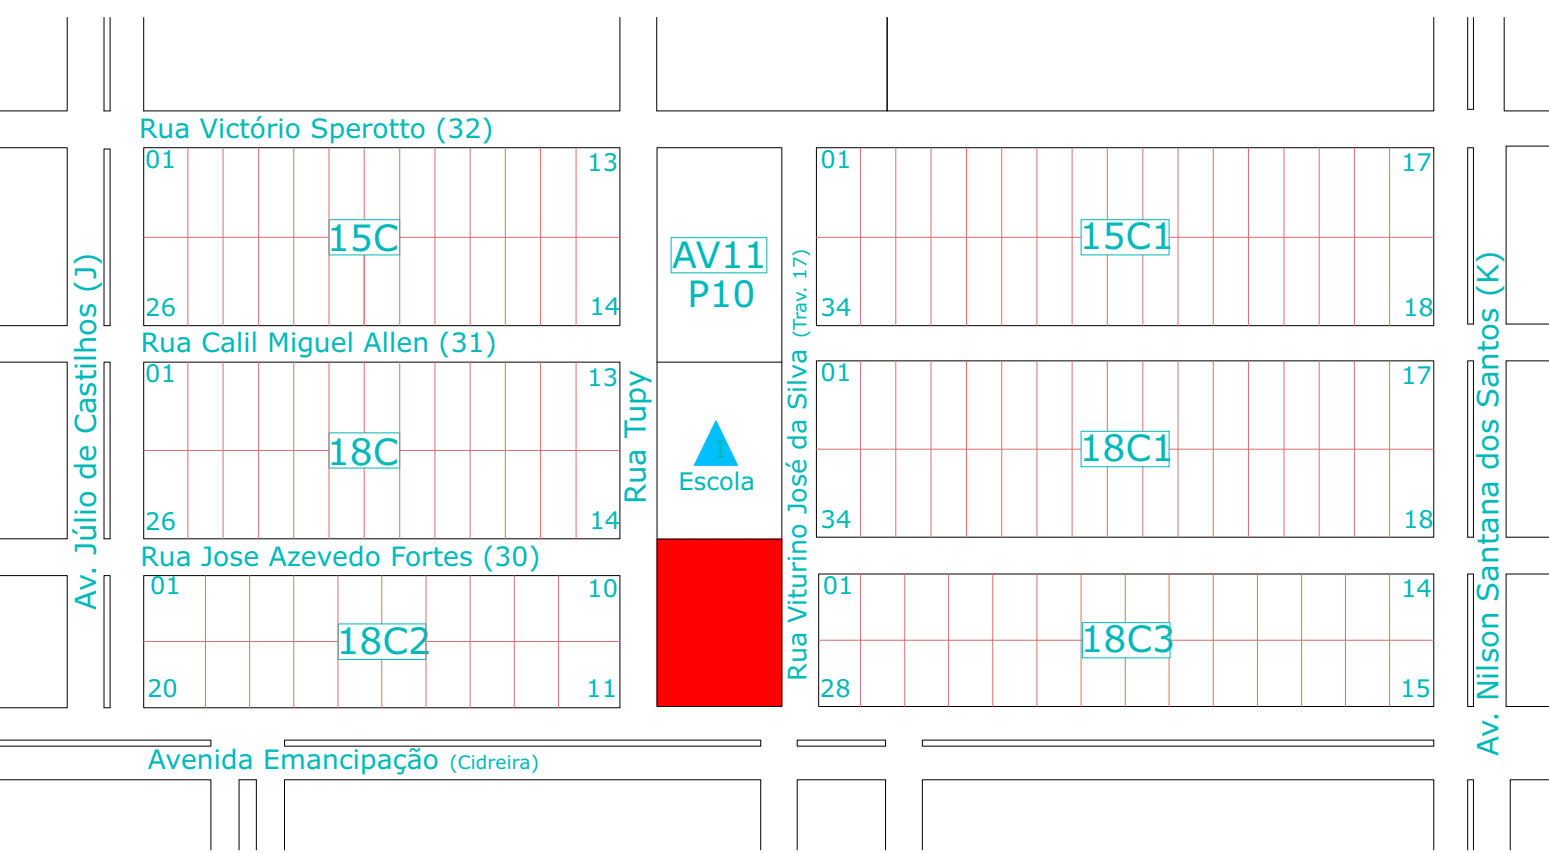 Rua Victório Sperotto (32)
01
13
15C
26
14
AV11
P10
01
17
15C1
34
18
Rua Calil Miguel Allen (31)
01
13
18C
26
14
I
Escola
01
17
18C1
34
18
Rua Jose Azevedo Fortes (30)
01
10
18C2
20
11
01
14
18C3
28
15
Avenida Emancipação (Cidreira)
Av. Júlio de Castilhos (J)
Rua Tupy
Rua Viturino José da Silva (Trav. 17)
Av. Nilson Santana dos Santos (K)